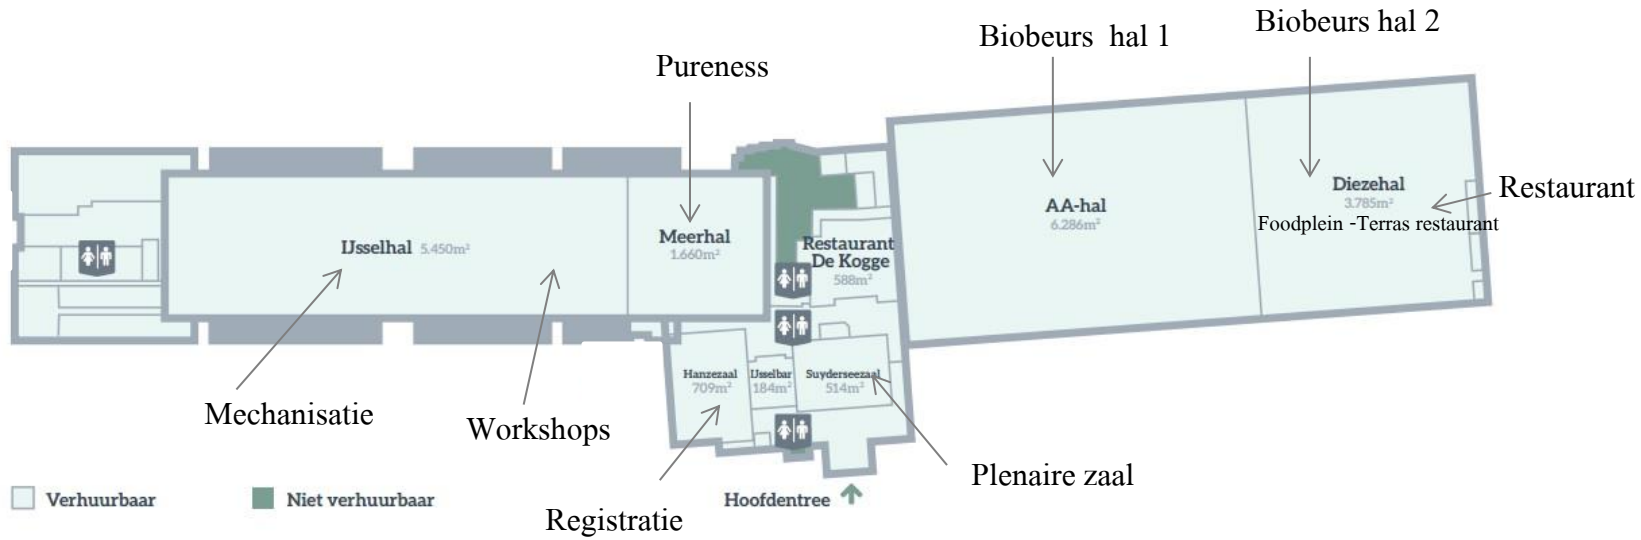 Biobeurs hal 1
Biobeurs hal 2
Pureness
Restaurant
Diezehal
3.785m²
Foodplein -Terras restaurant
AA-hal
6.286m²
Meerhal
1.660m²
IJsselhal 5.450m²
Restaurant
De Kogge
588m²
Hanzezaal
709m²
IJsselbar
184m²
Suyderseezaal
514m²
Mechanisatie
Workshops
Plenaire zaal
Registratie
Verhuurbaar
Niet verhuurbaar
Hoofdentree